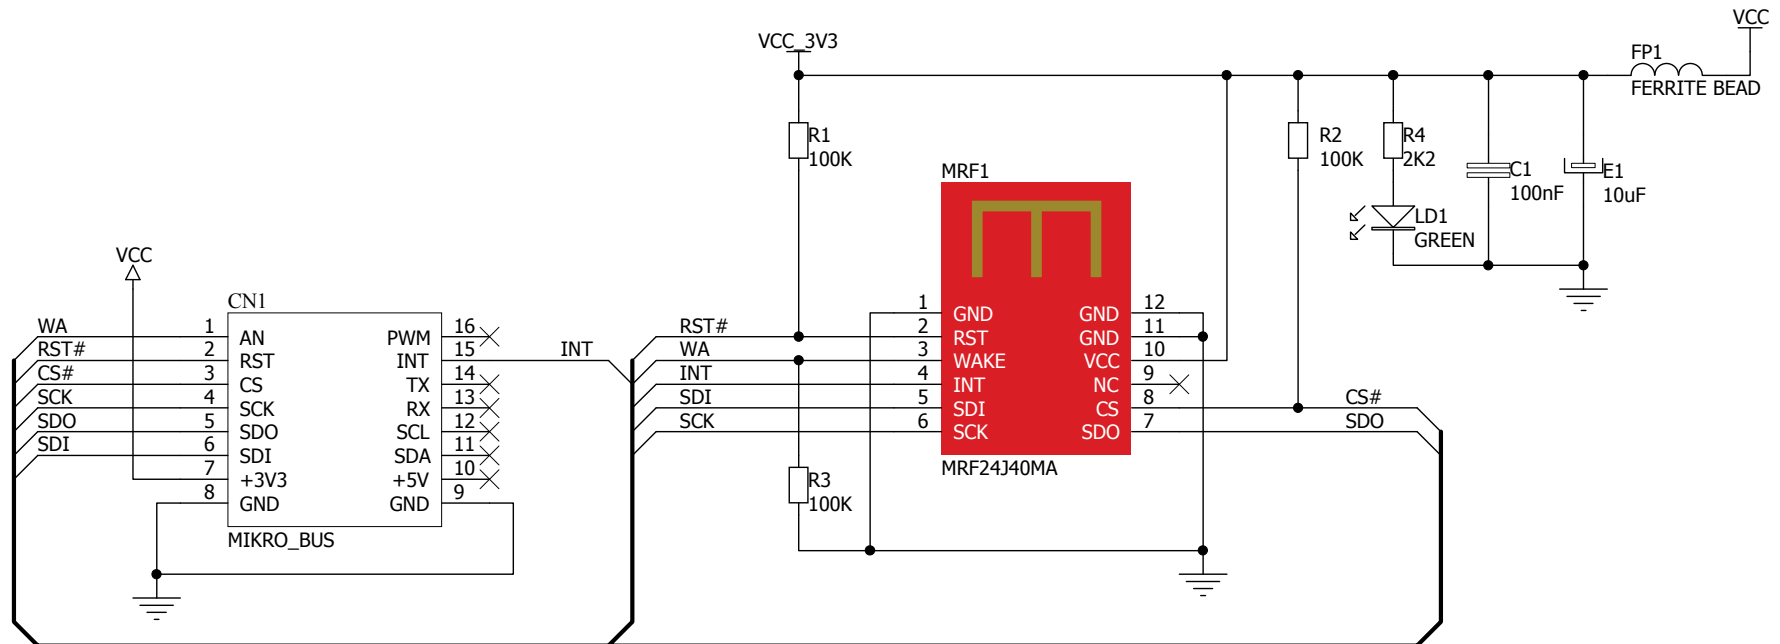 VCC
VCC_3V3
FP1
FERRITE BEAD
R1
100K
R2
100K
R4
2K2
C1
100nF
E1
10uF
LD1
GREEN
MRF1
VCC
CN1
WA
RST#
CS#
SCK
SDO
SDI
1 AN
2 RST
3 CS
4 SCK
5 SDO
6 SDI
7 +3V3
8 GND
PWM 16
INT 15
TX 14
RX 13
SCL 12
SDA 11
+5V 10
GND 9
MIKRO_BUS
INT
RST#
WA
INT
SDI
SCK
1 GND
2 RST
3 WAKE
4 INT
5 SDI
6 SCK
GND 12
GND 11
VCC 10
NC 9
CS 8
SDO 7
CS#
SDO
MRF24J40MA
R3
100K